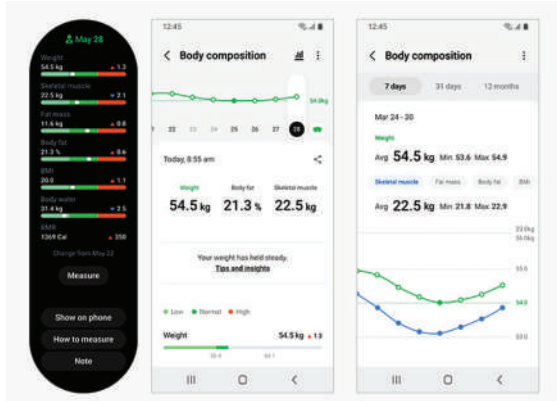 May 28
Weight
54.5 kg ▲ 1.3
Skeletal muscle
22.5 kg ▼ 2.1
Fat mass
11.6 kg ▲ 0.8
Body fat
21.3 % ▲ 0.6
BMI
20.0 ▲ 1.1
Body water
31.4 kg ▼ 2.5
BMR
1369 Cal ▲ 350
Change from May 22
Measure
Show on phone
How to measure
Note
12:45
Body composition
54.0kg
22 23 24 25 26 27 28
Today, 8:55 am
Weight Body fat Skeletal muscle
54.5 kg 21.3 % 22.5 kg
Your weight has held steady.
Tips and insights
Low Normal High
Weight 54.5 kg ▲ 1.3
12:45
Body composition
7 days 31 days 12 months
Mar 24 - 30
Weight
Avg 54.5 kg Min 53.6 Max 54.9
Skeletal muscle Fat mass Body fat BMI
Avg 22.5 kg Min 21.8 Max 22.9
54.0